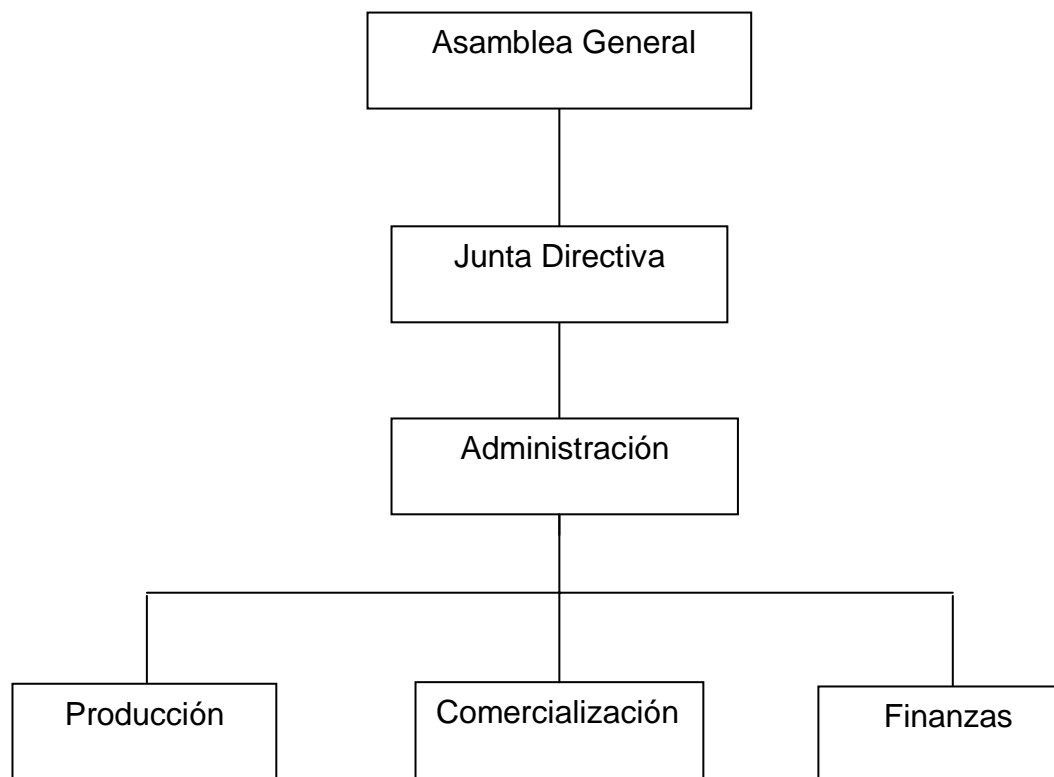 Asamblea General
Junta Directiva
Administración
Producción
Comercialización
Finanzas